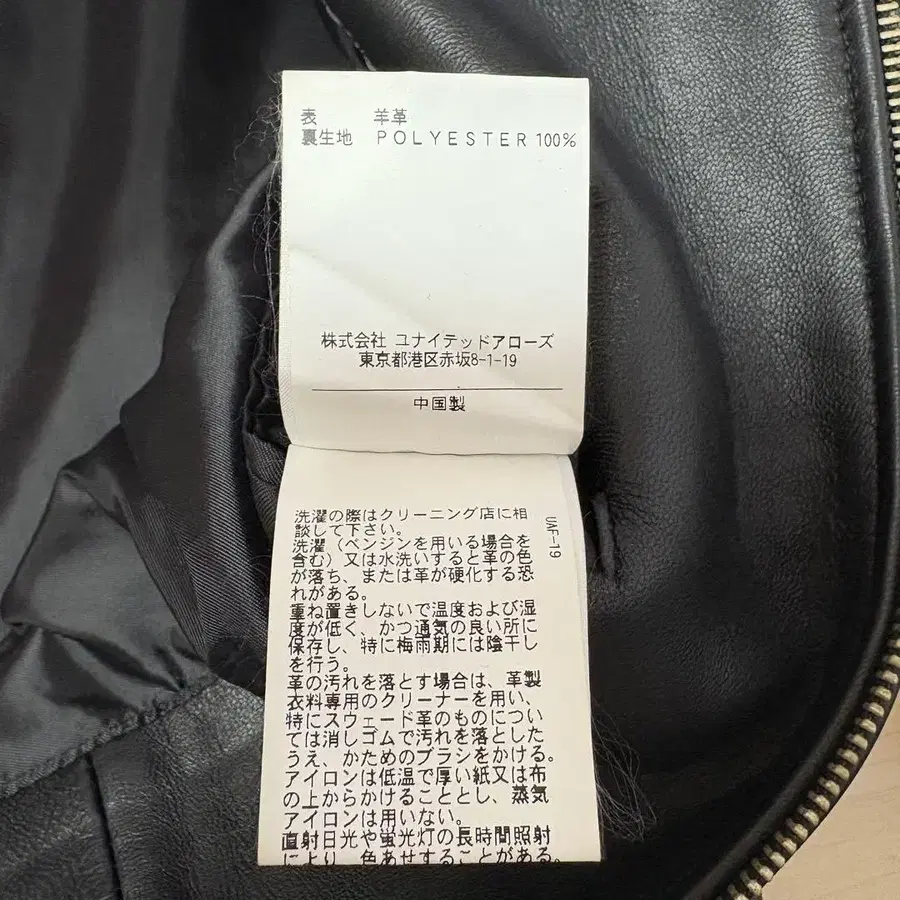 表 羊革
裏生地 POLYESTER 100%
株式会社 ユナイテッドアローズ
東京都港区赤坂8-1-19
中国製
UAF-19
洗濯の際はクリーニング店に相
談して下さい。
洗濯(ベンジンを用いる場合を
含む)又は水洗いすると革の色
が落ち、または革が硬化する恐
れがある。
重ね置きしないで温度および湿
度が低く、かつ通気の良い所に
保存し、特に梅雨期には陰干し
を行う。
革の汚れを落とす場合は、革製
衣料専用のクリーナーを用い、
特にスウェード革のものについ
ては消しゴムで汚れを落とした
うえ、かためのブラシをかける。
アイロンは低温で厚い紙又は布
の上からかけることとし、蒸気
アイロンは用いない。
直射日光や蛍光灯の長時間照射
により、色あせすることがある。